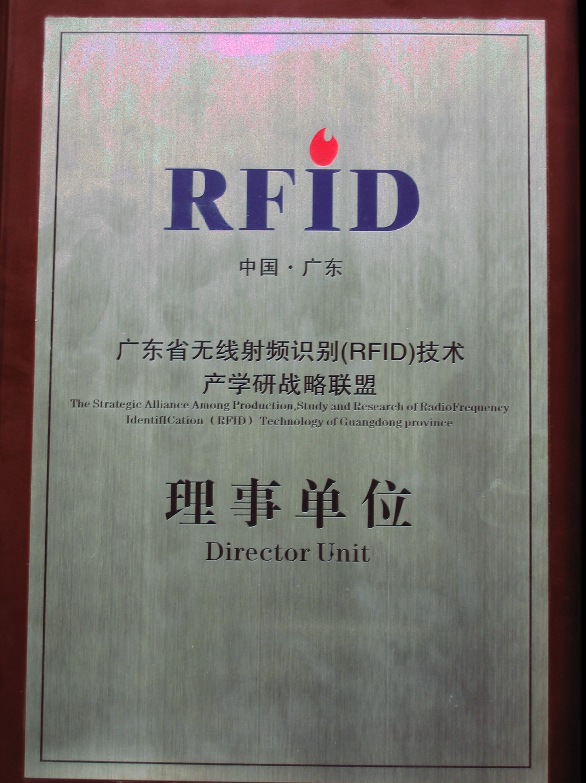 RFID
中国·广东
广东省无线射频识别(RFID)技术
产学研战略联盟
The Strategic Alliance Among Production,Study and Research of RadioFrequency
IdentifICation（RFID）Technology of Guangdong province
理事单位
Director Unit